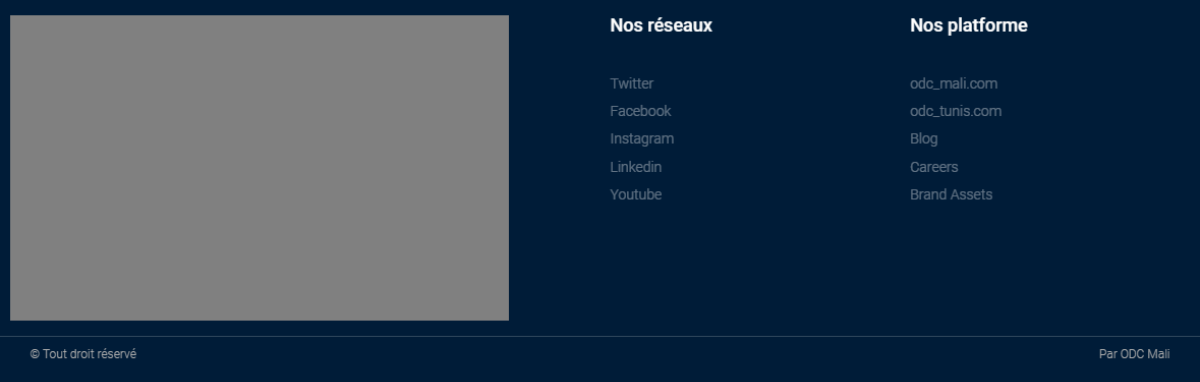 Nos réseaux
Twitter
Facebook
Instagram
Linkedin
Youtube
Nos platforme
odc_mali.com
odc_tunis.com
Blog
Careers
Brand Assets
© Tout droit réservé
Par ODC Mali